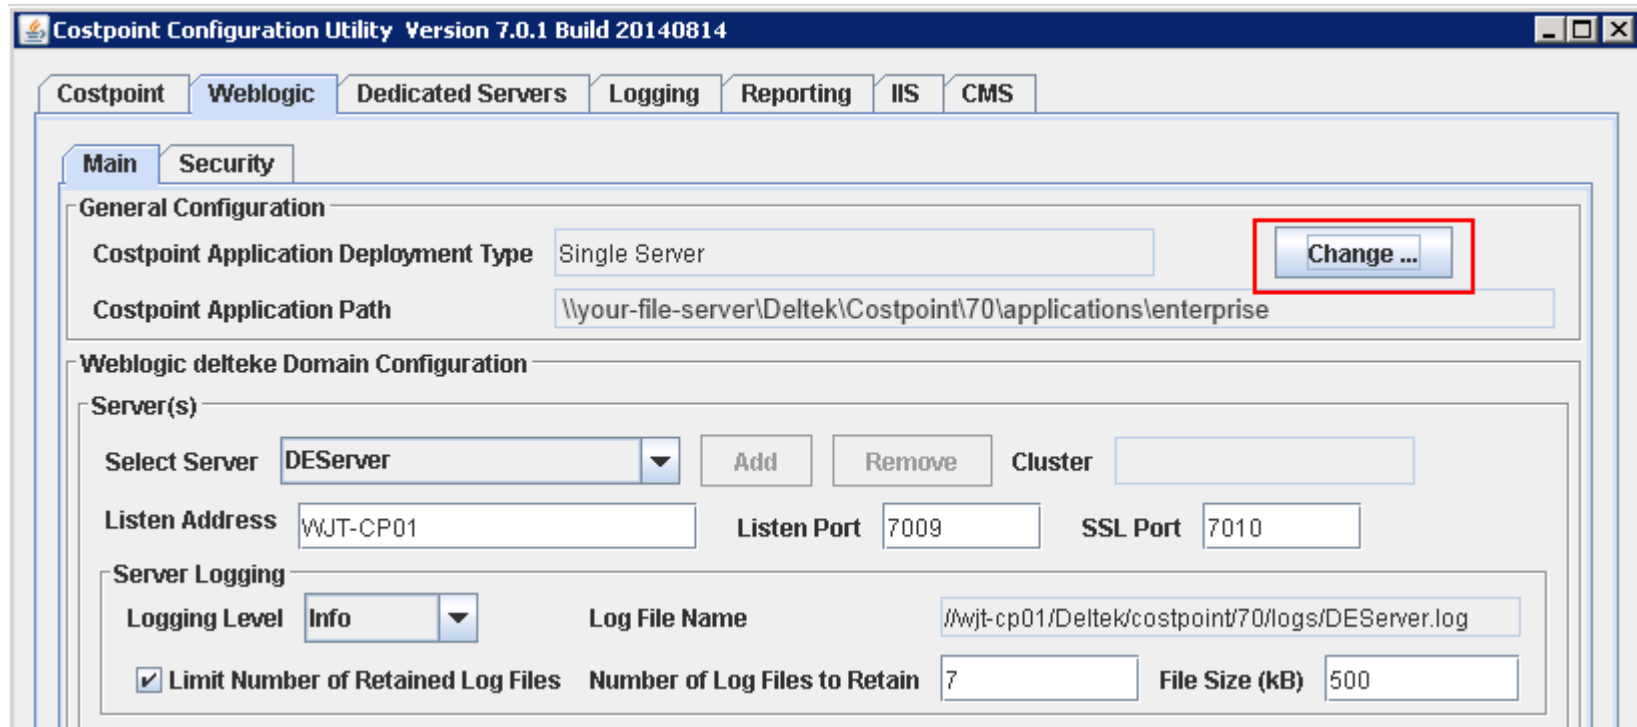 Costpoint Configuration Utility Version 7.0.1 Build 20140814
Costpoint Weblogic Dedicated Servers Logging Reporting IIS CMS
Main Security
General Configuration
Costpoint Application Deployment Type Single Server Change ...
Costpoint Application Path \\your-file-server\Deltek\Costpoint\70\applications\enterprise
Weblogic delteke Domain Configuration
Server(s)
Select Server DEServer Add Remove Cluster
Listen Address WJT-CP01 Listen Port 7009 SSL Port 7010
Server Logging
Logging Level Info Log File Name //wjt-cp01/Deltek/costpoint/70/logs/DEServer.log
Limit Number of Retained Log Files Number of Log Files to Retain 7 File Size (kB) 500